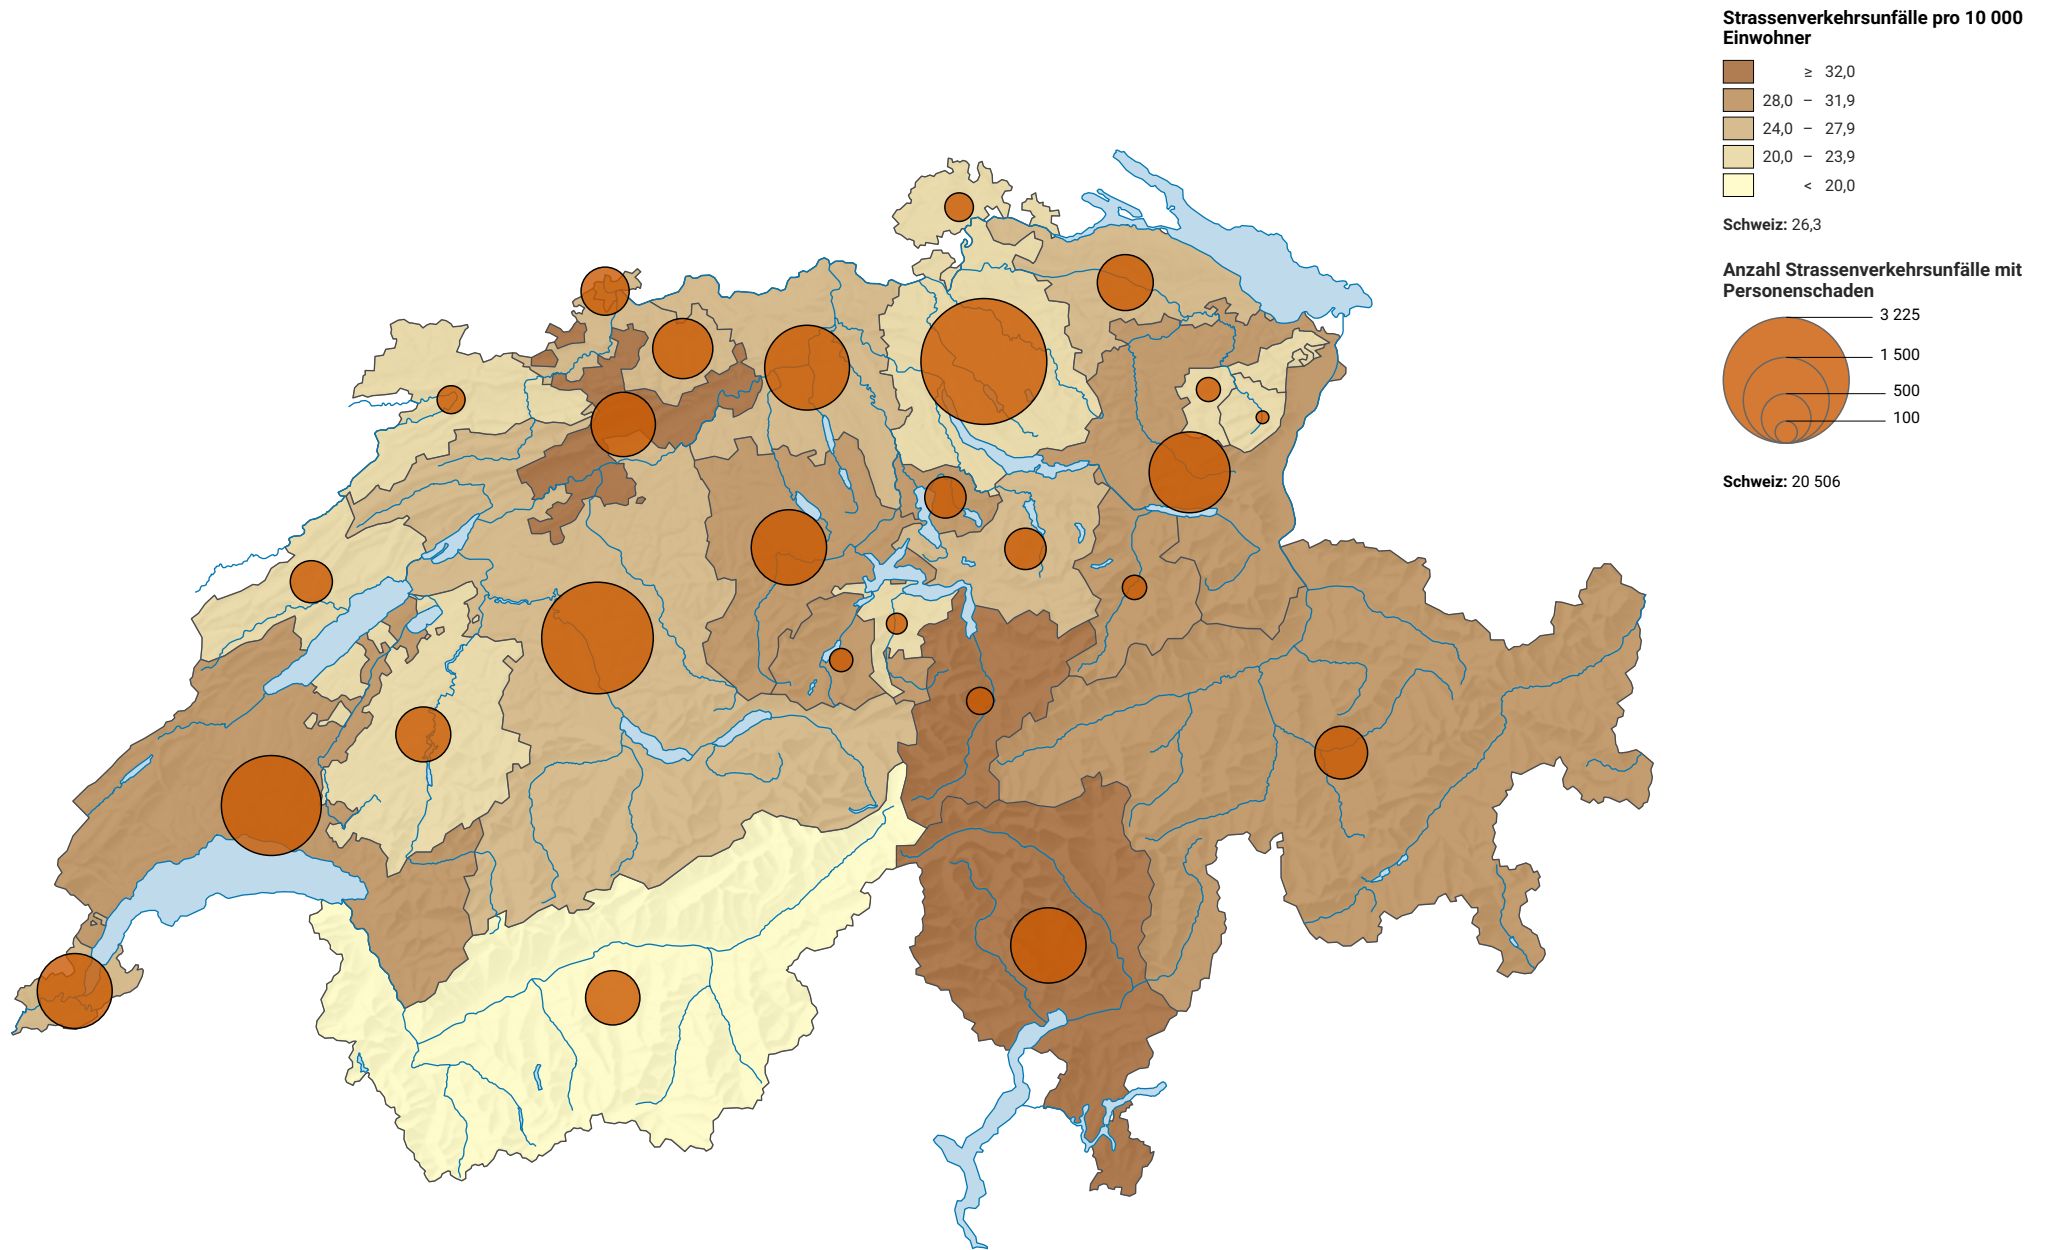 Strassenverkehrsunfälle pro 10 000
Einwohner
≥ 32,0
28,0 – 31,9
24,0 – 27,9
20,0 – 23,9
< 20,0
Schweiz: 26,3
Anzahl Strassenverkehrsunfälle mit
Personenschaden
3 225
1 500
500
100
Schweiz: 20 506